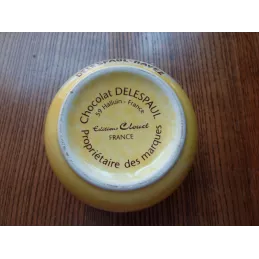 Chocolat DELESPAUL
59 Halluin - France
Editions Clouet
FRANCE
Propriétaire des marques